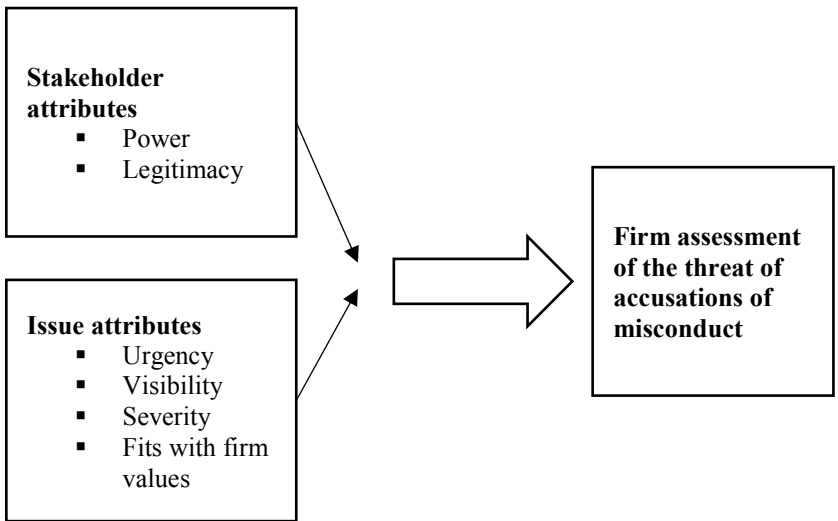 Stakeholder
attributes
▪ Power
▪ Legitimacy
Issue attributes
▪ Urgency
▪ Visibility
▪ Severity
▪ Fits with firm
values
Firm assessment
of the threat of
accusations of
misconduct